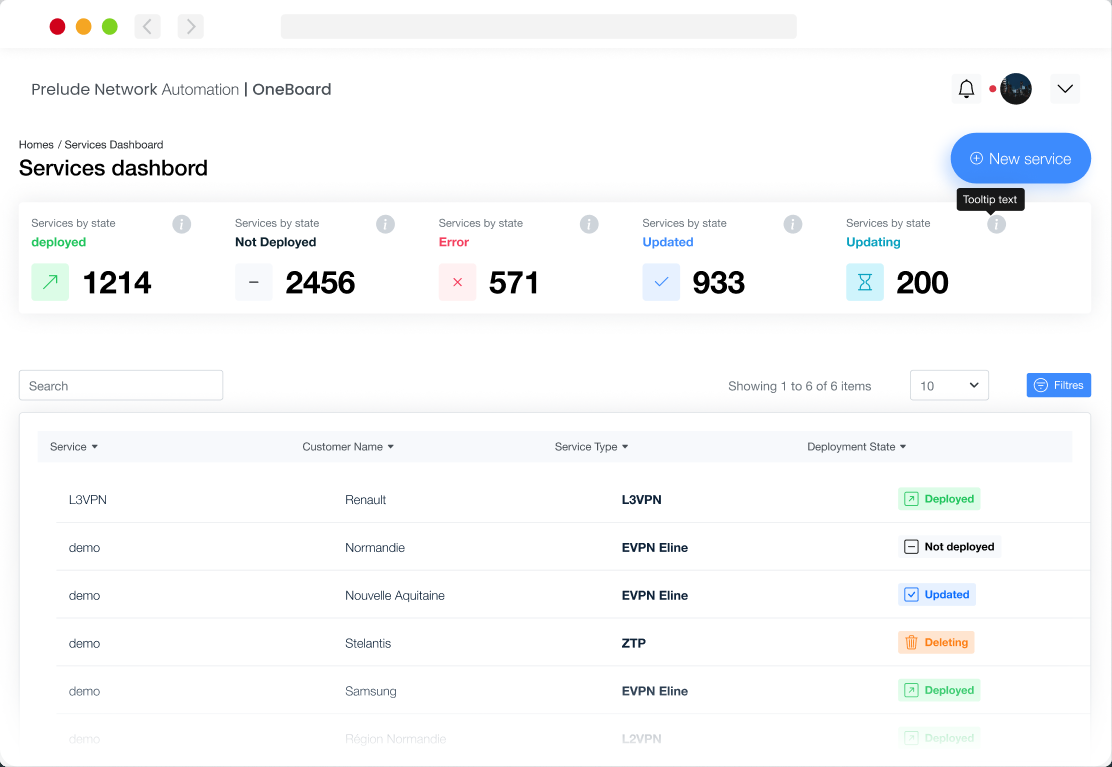 Prelude Network Automation | OneBoard
Homes / Services Dashboard
Services dashbord
New service
Tooltip text
Services by state
deployed
1214
Services by state
Not Deployed
2456
Services by state
Error
571
Services by state
Updated
933
Services by state
Updating
200
Search
Showing 1 to 6 of 6 items
10
Filtres
Service Customer Name Service Type Deployment State
L3VPN Renault L3VPN Deployed
demo Normandie EVPN Eline Not deployed
demo Nouvelle Aquitaine EVPN Eline Updated
demo Stelantis ZTP Deleting
demo Samsung EVPN Eline Deployed
demo Région Normandie L2VPN Deployed